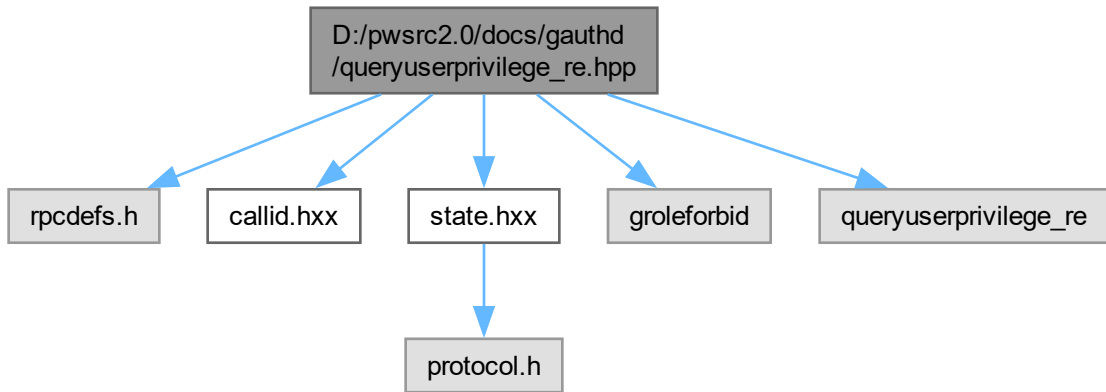 D:/pwsrc2.0/docs/gauthd
/queryuserprivilege_re.hpp
rpcdefs.h
callid.hxx
state.hxx
groleforbid
queryuserprivilege_re
protocol.h